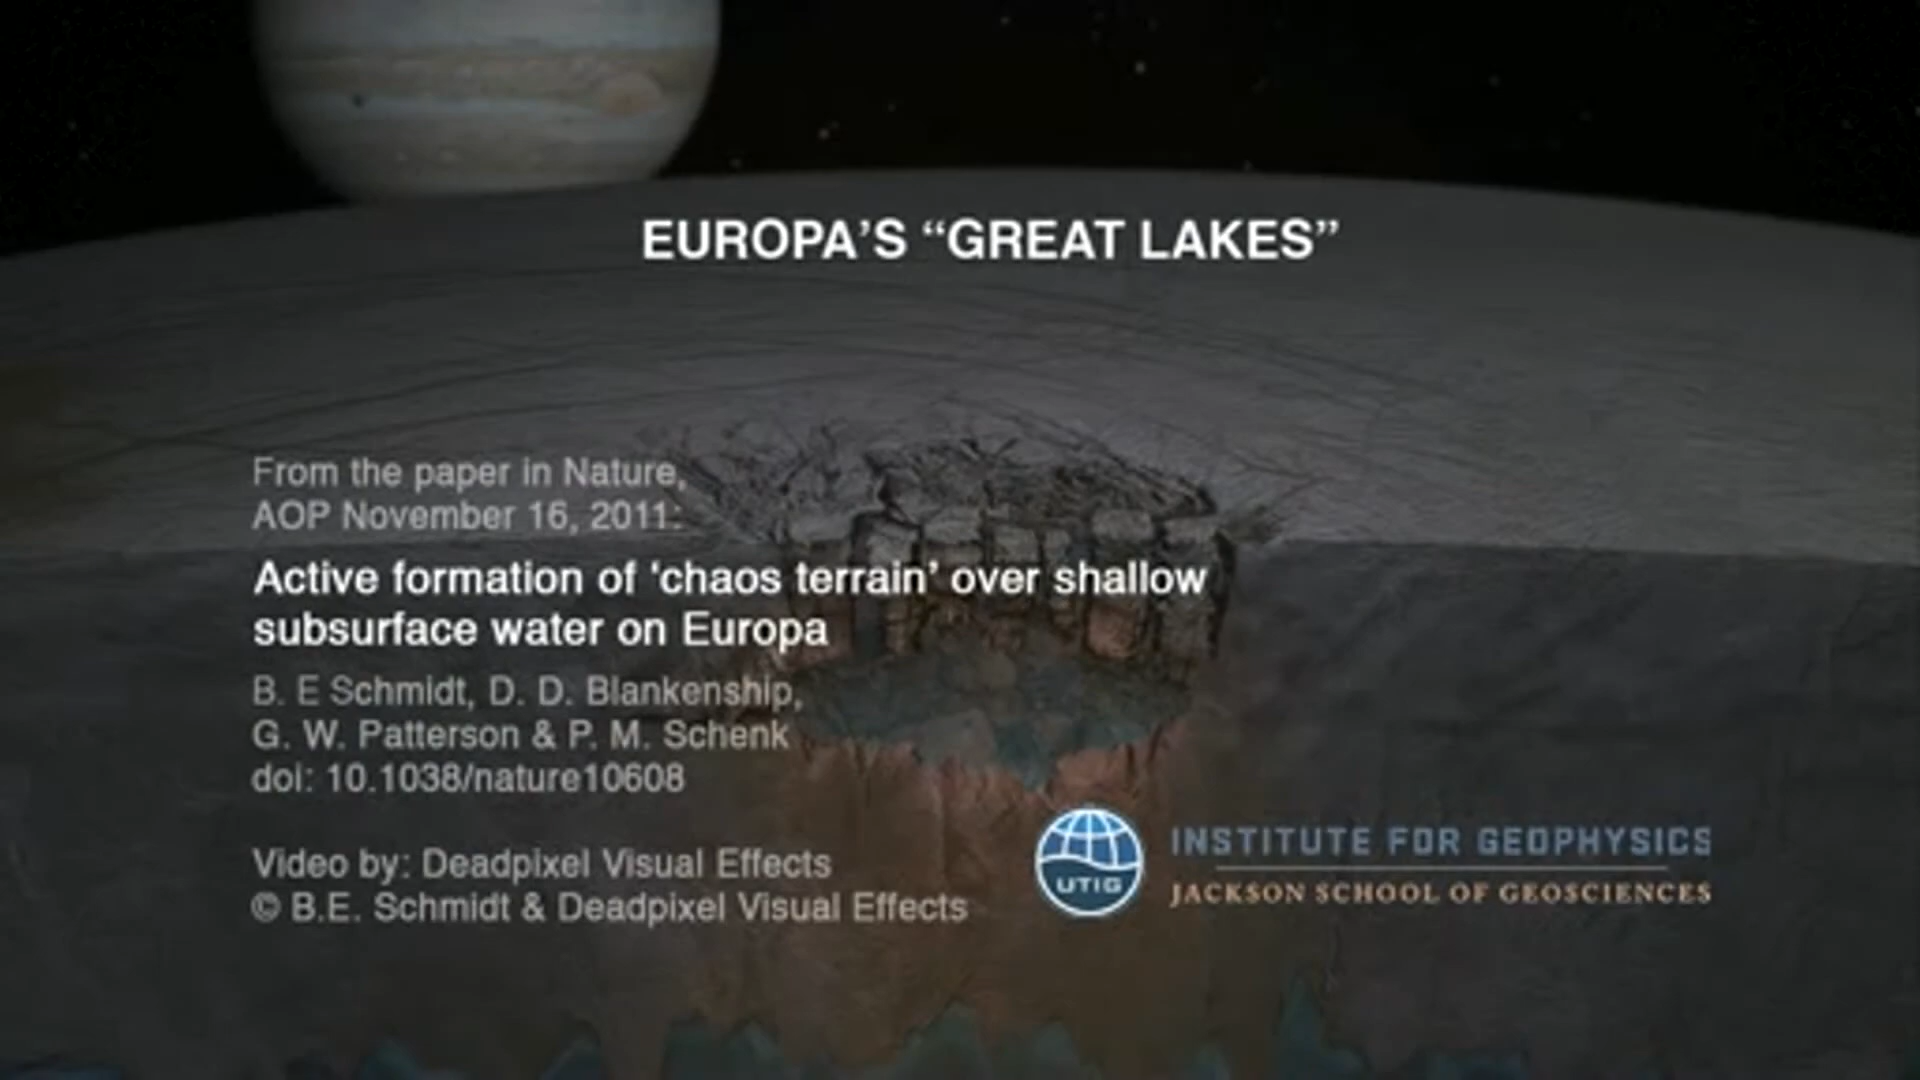 EUROPA’S “GREAT LAKES”
From the paper in Nature,
AOP November 16, 2011:
Active formation of ‘chaos terrain’ over shallow
subsurface water on Europa
B. E Schmidt, D. D. Blankenship,
G. W. Patterson & P. M. Schenk
doi: 10.1038/nature10608
Video by: Deadpixel Visual Effects
© B.E. Schmidt & Deadpixel Visual Effects
UTIG
INSTITUTE FOR GEOPHYSICS
JACKSON SCHOOL OF GEOSCIENCES